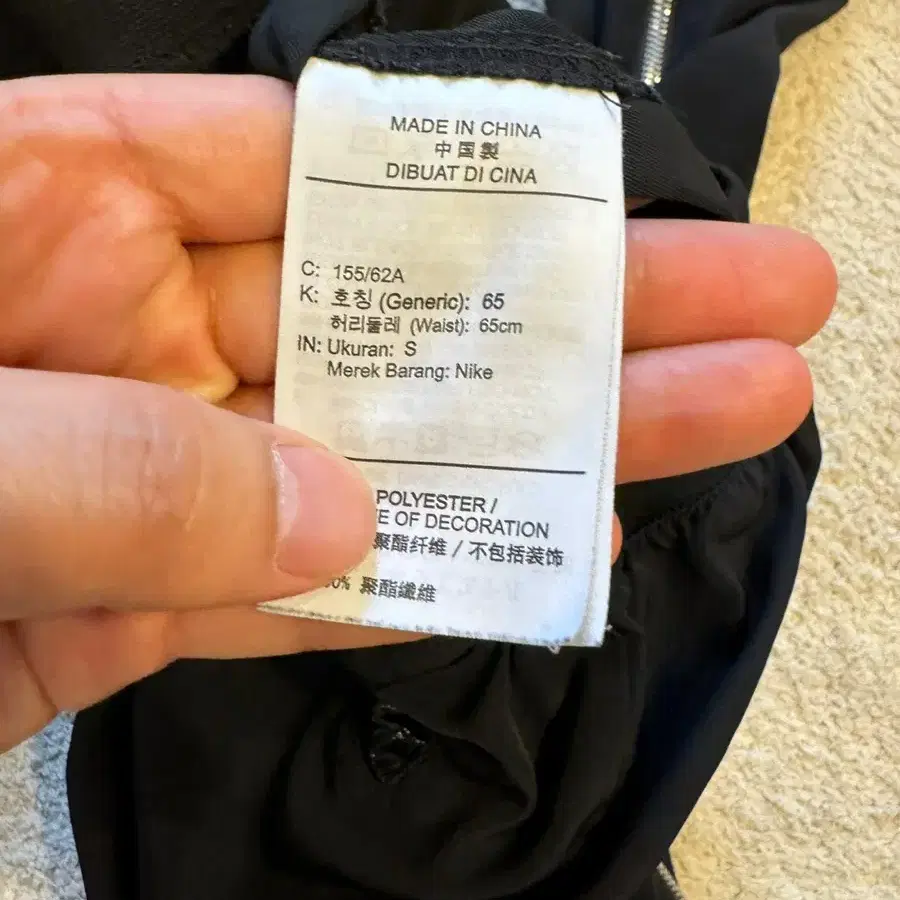 MADE IN CHINA
中国製
DIBUAT DI CINA
C: 155/62A
K: 호칭 (Generic): 65
허리둘레 (Waist): 65cm
IN: Ukuran: S
Merek Barang: Nike
POLYESTER /
OF DECORATION
聚酯纤维 / 不包括装饰
聚酯纖維